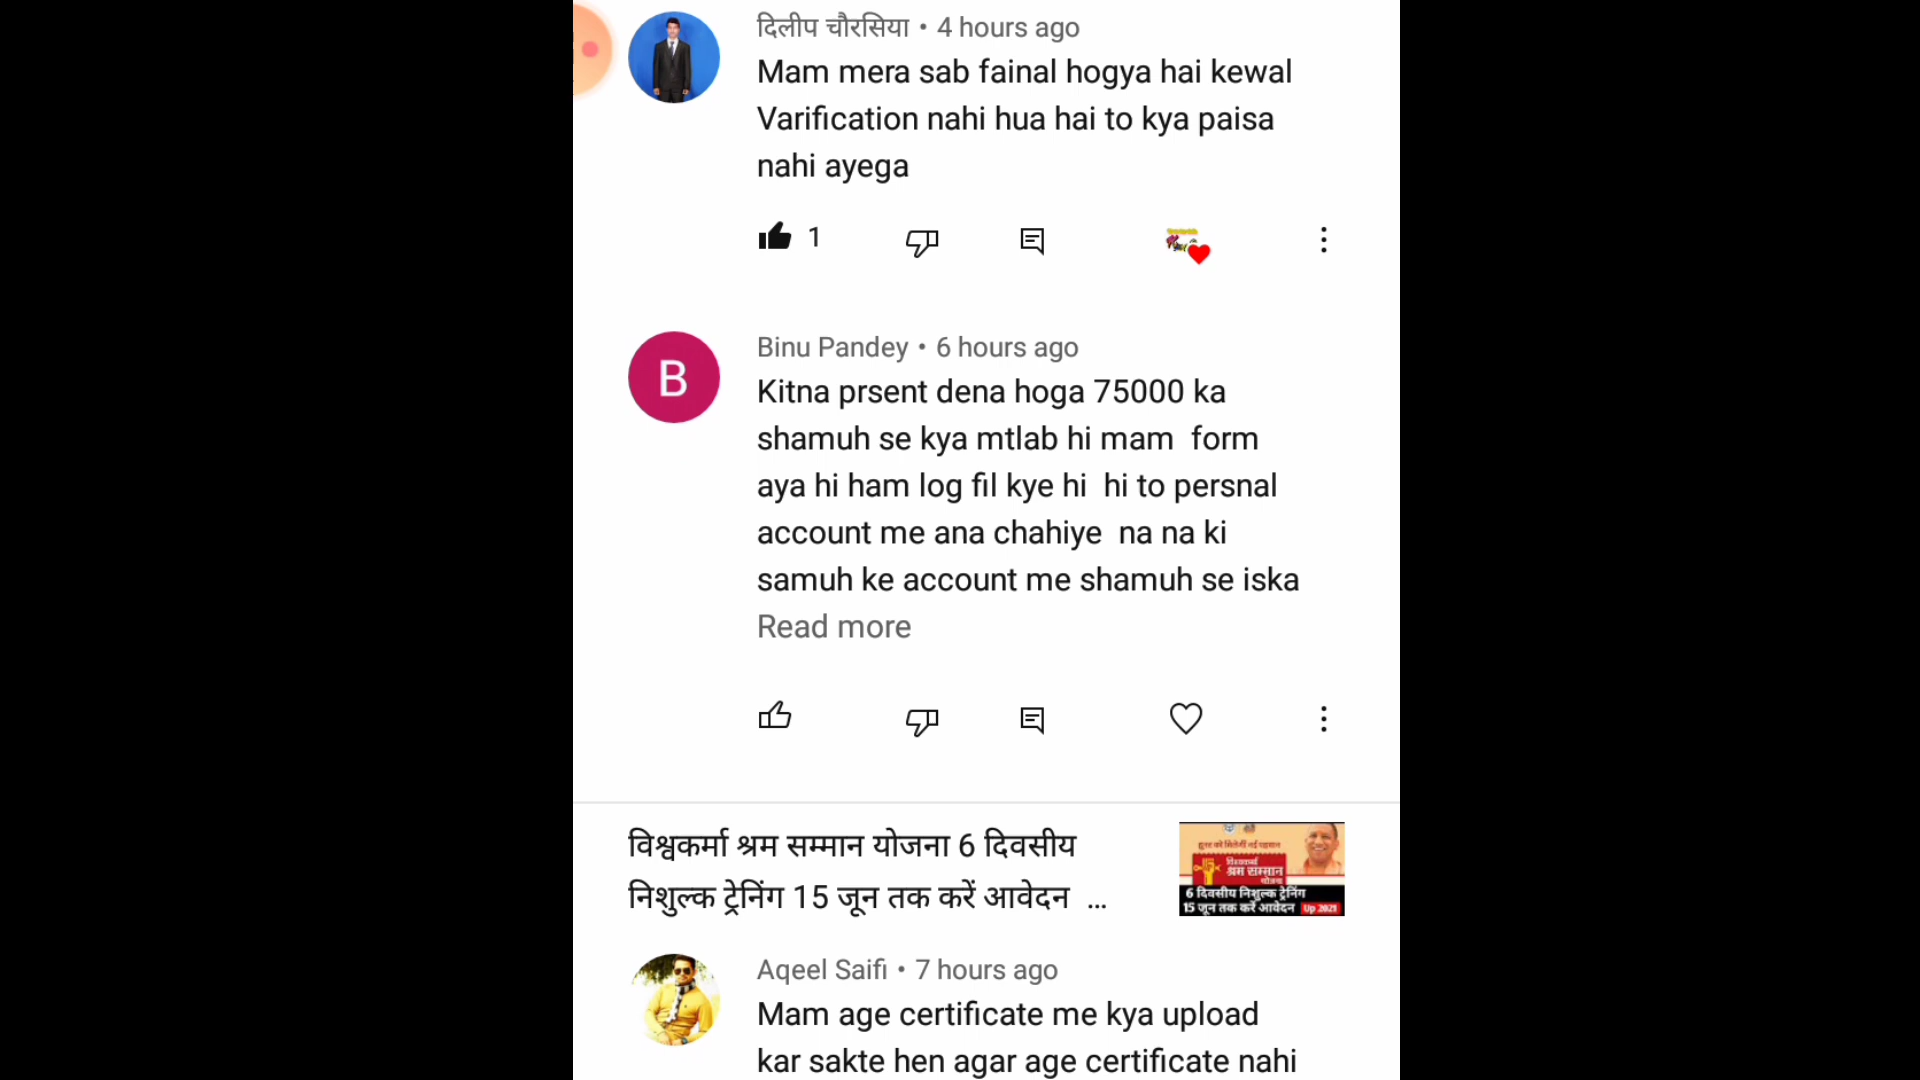 दिलीप चौरसिया • 4 hours ago
Mam mera sab fainal hogya hai kewal
Varification nahi hua hai to kya paisa
nahi ayega
1
B
Binu Pandey • 6 hours ago
Kitna prsent dena hoga 75000 ka
shamuh se kya mtlab hi mam  form
aya hi ham log fil kye hi  hi to persnal
account me ana chahiye  na na ki
samuh ke account me shamuh se iska
Read more
विश्वकर्मा श्रम सम्मान योजना 6 दिवसीय
निशुल्क ट्रेनिंग 15 जून तक करें आवेदन  ...
हुनर को मिलेगी नई पहचान
विश्वकर्मा
श्रम सम्मान
योजना
6 दिवसीय निशुल्क ट्रेनिंग
15 जून तक करें आवेदन Up 2021
Aqeel Saifi • 7 hours ago
Mam age certificate me kya upload
kar sakte hen agar age certificate nahi